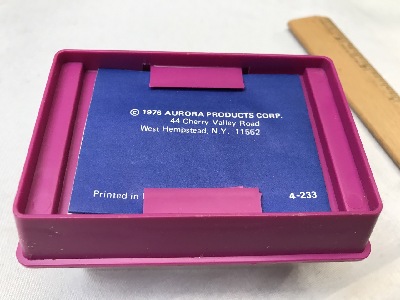 © 1976 AURORA PRODUCTS CORP.
44 Cherry Valley Road
West Hempstead, N.Y. 11552
Printed in
4-233